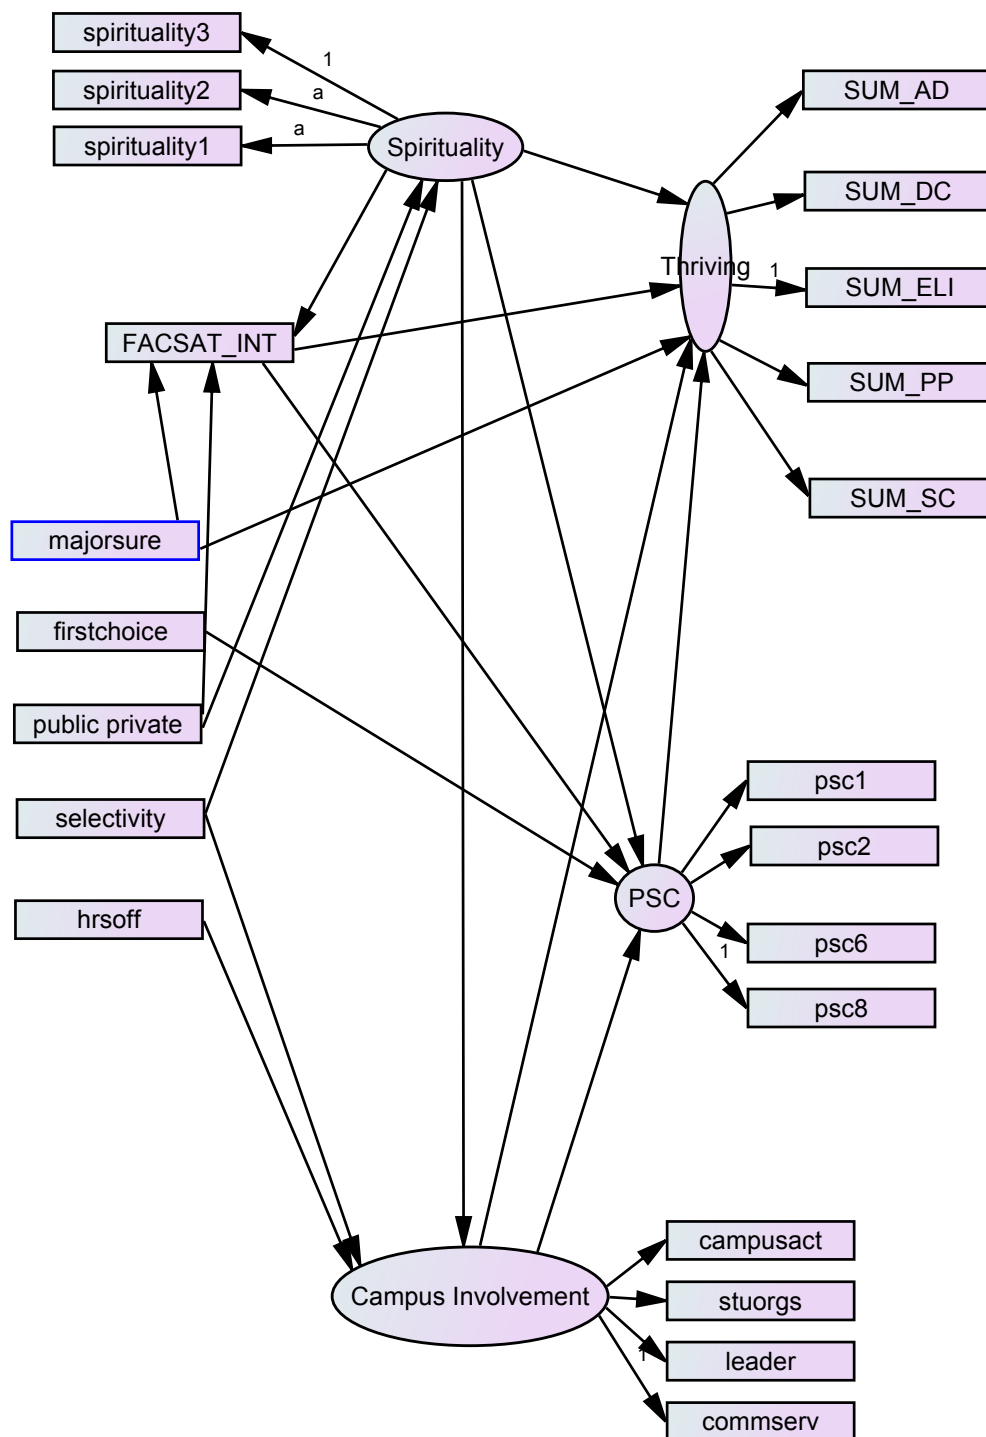 spirituality3
1
SUM_AD
spirituality2
a
spirituality1
a
Spirituality
SUM_DC
Thriving
1
SUM_ELI
FACSAT_INT
SUM_PP
SUM_SC
majorsure
firstchoice
public private
psc1
selectivity
psc2
PSC
hrsoff
psc6
1
psc8
campusact
Campus Involvement
stuorgs
1
leader
commserv